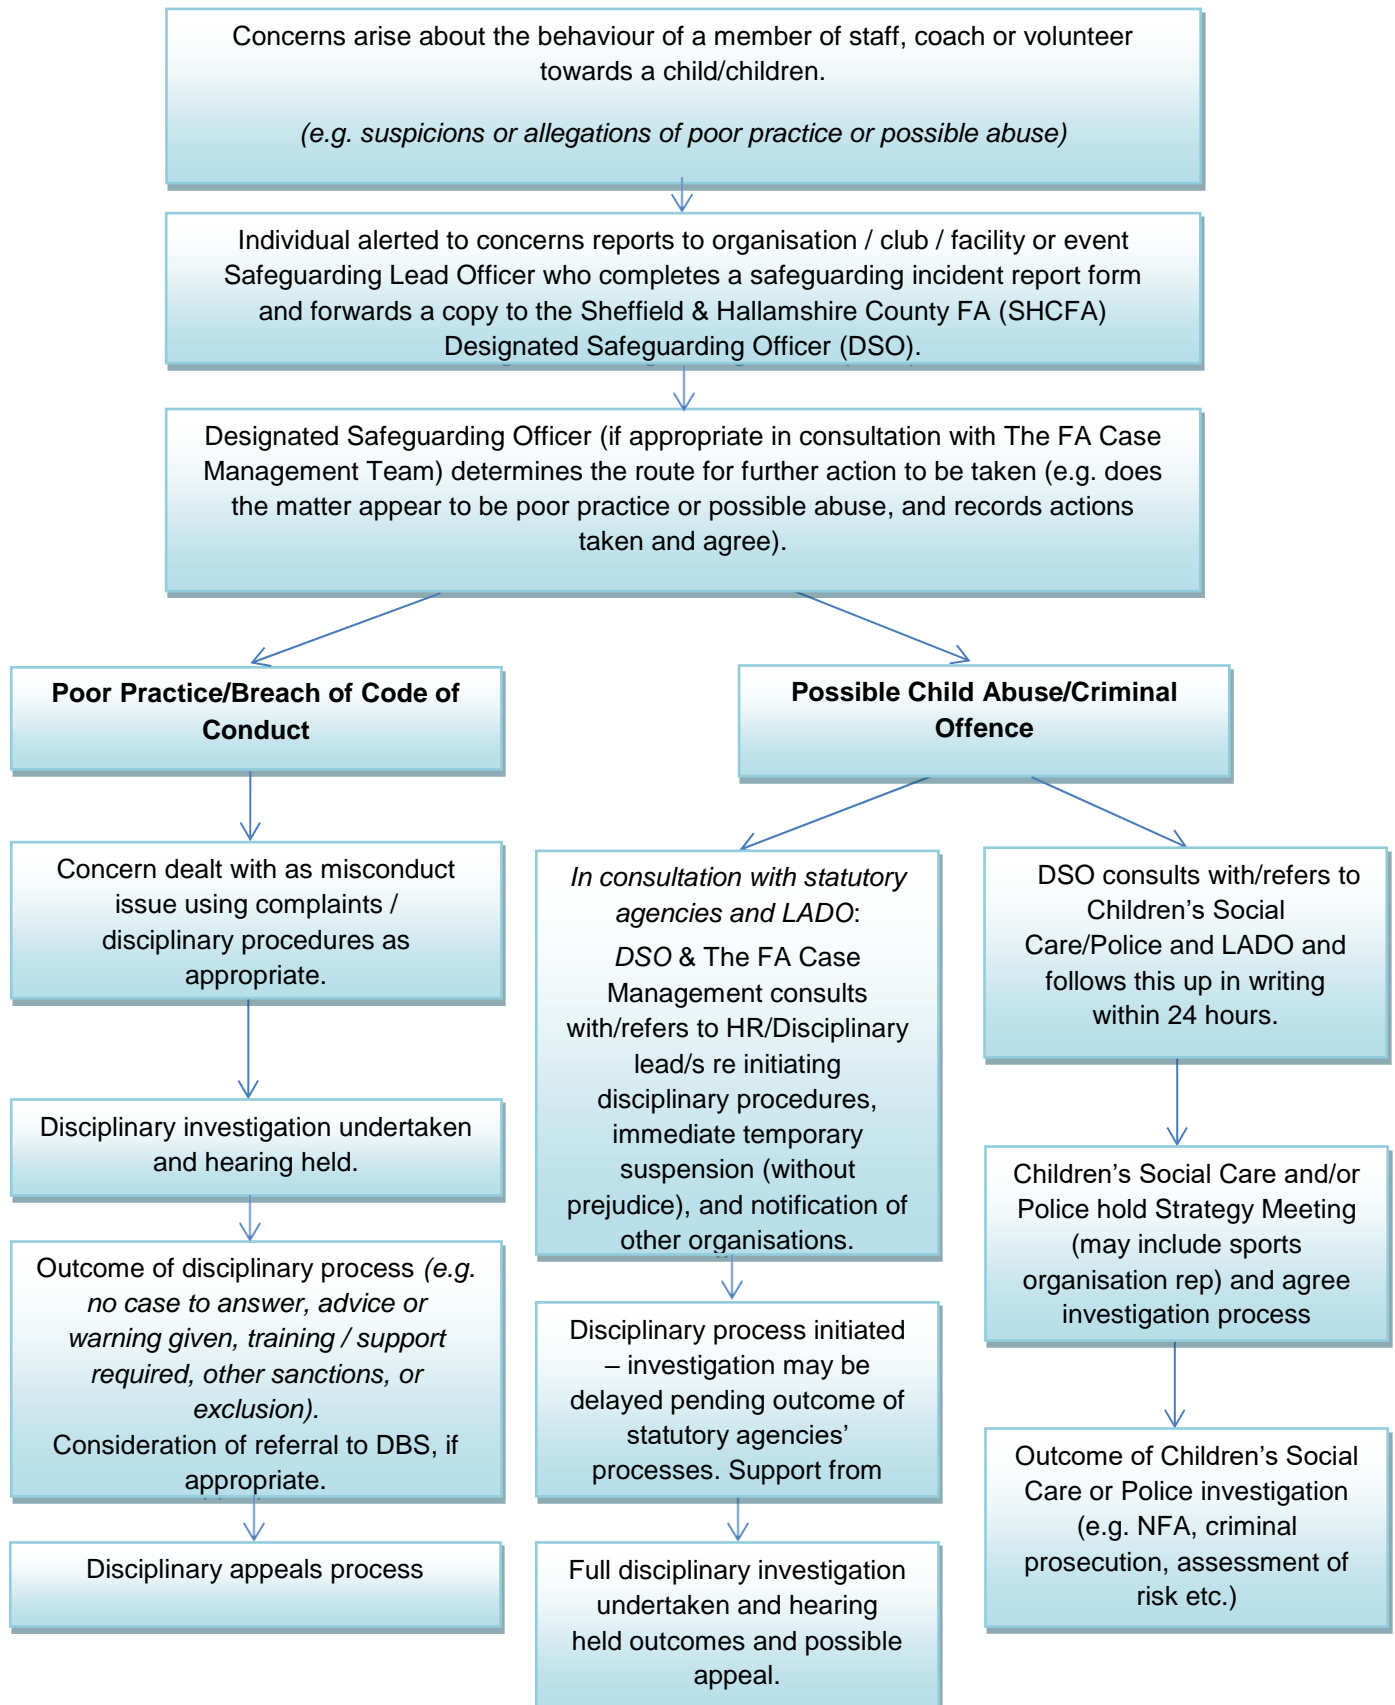 Concerns arise about the behaviour of a member of staff, coach or volunteer
towards a child/children.
(e.g. suspicions or allegations of poor practice or possible abuse)
Individual alerted to concerns reports to organisation / club / facility or event
Safeguarding Lead Officer who completes a safeguarding incident report form
and forwards a copy to the Sheffield & Hallamshire County FA (SHCFA)
Designated Safeguarding Officer (DSO).
Designated Safeguarding Officer (if appropriate in consultation with The FA Case
Management Team) determines the route for further action to be taken (e.g. does
the matter appear to be poor practice or possible abuse, and records actions
taken and agree).
Poor Practice/Breach of Code of
Conduct
Concern dealt with as misconduct
issue using complaints /
disciplinary procedures as
appropriate.
Disciplinary investigation undertaken
and hearing held.
Outcome of disciplinary process (e.g.
no case to answer, advice or
warning given, training / support
required, other sanctions, or
exclusion).
Consideration of referral to DBS, if
appropriate.
Disciplinary appeals process
Possible Child Abuse/Criminal
Offence
In consultation with statutory
agencies and LADO:
DSO & The FA Case
Management consults
with/refers to HR/Disciplinary
lead/s re initiating
disciplinary procedures,
immediate temporary
suspension (without
prejudice), and notification of
other organisations.
Disciplinary process initiated
– investigation may be
delayed pending outcome of
statutory agencies’
processes. Support from
Full disciplinary investigation
undertaken and hearing
held outcomes and possible
appeal.
DSO consults with/refers to
Children’s Social
Care/Police and LADO and
follows this up in writing
within 24 hours.
Children’s Social Care and/or
Police hold Strategy Meeting
(may include sports
organisation rep) and agree
investigation process
Outcome of Children’s Social
Care or Police investigation
(e.g. NFA, criminal
prosecution, assessment of
risk etc.)